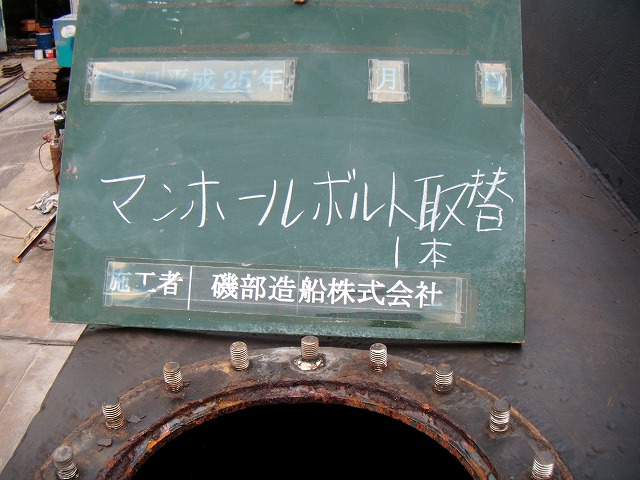 平成25年 月 日
マンホールボルト取替
1本
施工者 磯部造船株式会社